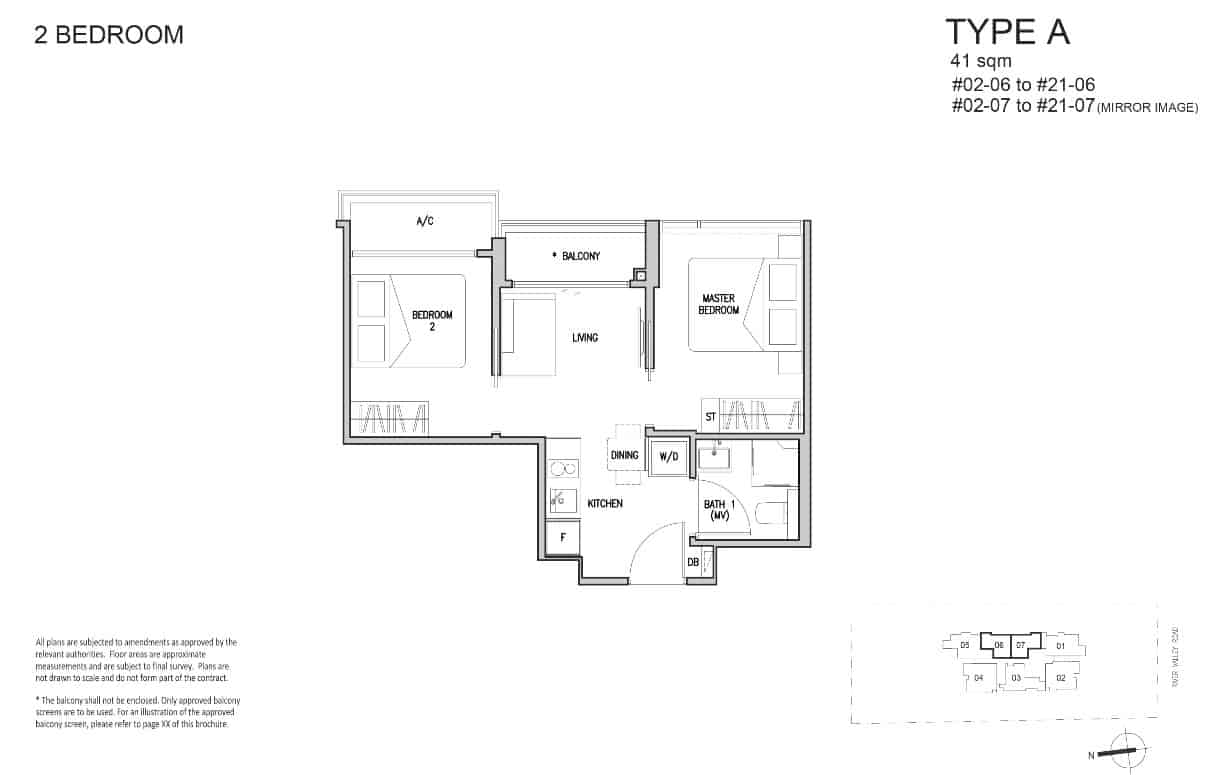 2 BEDROOM
TYPE A
41 sqm
#02-06 to #21-06
#02-07 to #21-07 (MIRROR IMAGE)
A/C
* BALCONY
MASTER
BEDROOM
BEDROOM
2
LIVING
ST
DINING
W/D
KITCHEN
BATH 1
(MV)
F
DB
All plans are subjected to amendments as approved by the
relevant authorities. Floor areas are approximate
measurements and are subject to final survey. Plans are
not drawn to scale and do not form part of the contract.
* The balcony shall not be enclosed. Only approved balcony
screens are to be used. For an illustration of the approved
balcony screen, please refer to page XX of this brochure.
05
06
07
01
04
03
02
RIVER VALLEY ROAD
N